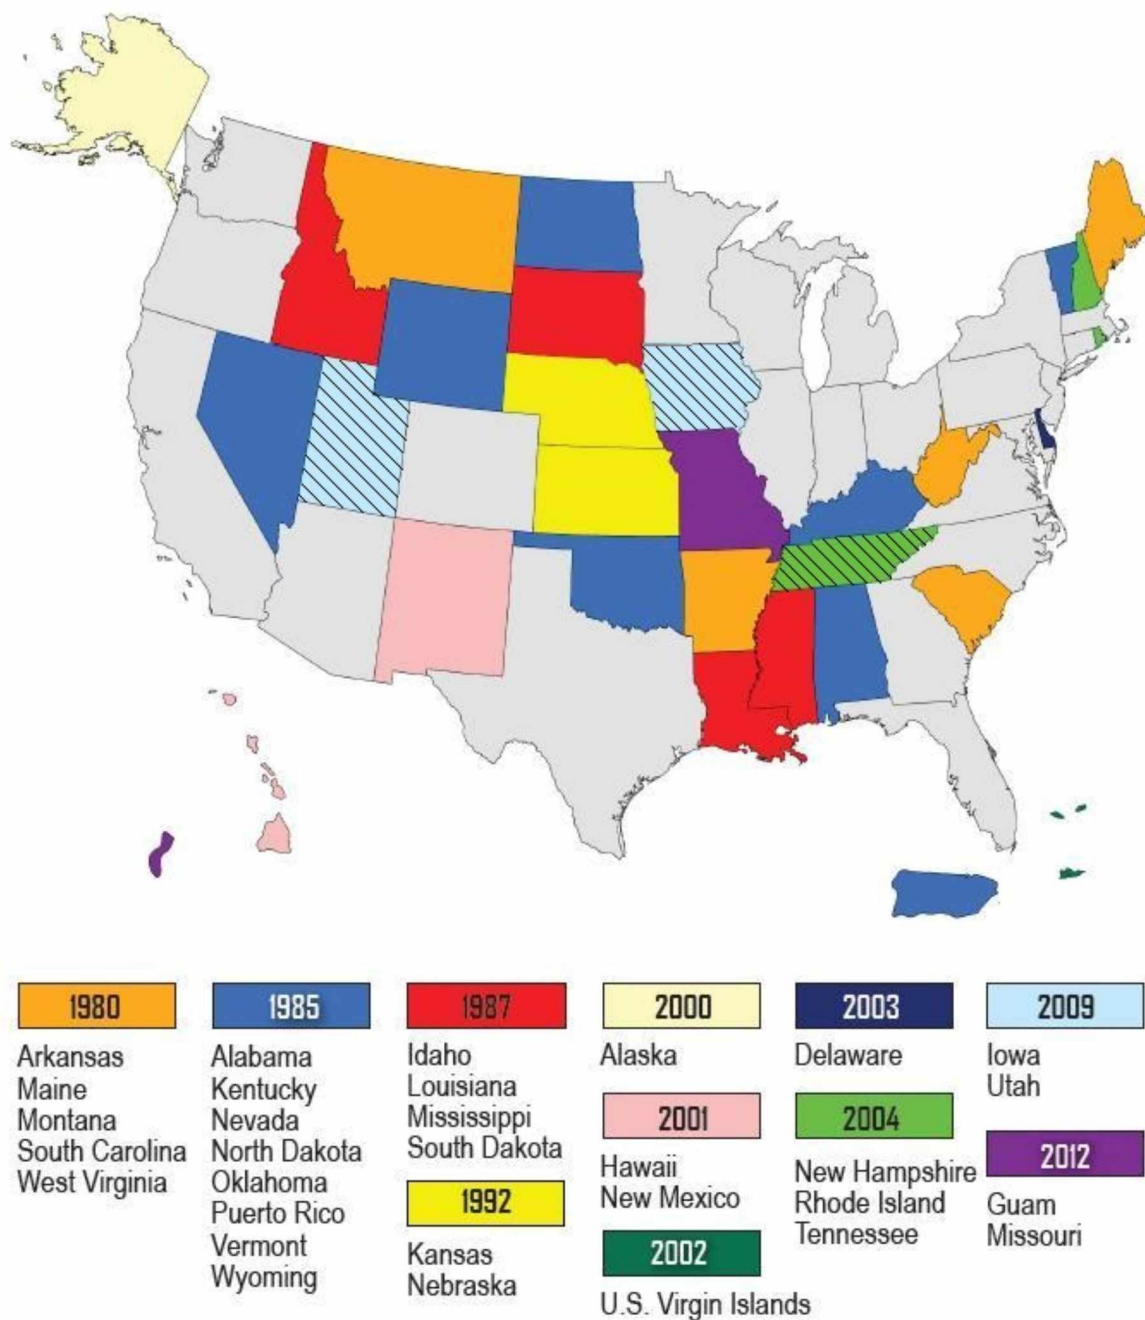 1980
Arkansas
Maine
Montana
South Carolina
West Virginia
1985
Alabama
Kentucky
Nevada
North Dakota
Oklahoma
Puerto Rico
Vermont
Wyoming
1987
Idaho
Louisiana
Mississippi
South Dakota
1992
Kansas
Nebraska
2000
Alaska
2001
Hawaii
New Mexico
2002
U.S. Virgin Islands
2003
Delaware
2004
New Hampshire
Rhode Island
Tennessee
2009
Iowa
Utah
2012
Guam
Missouri